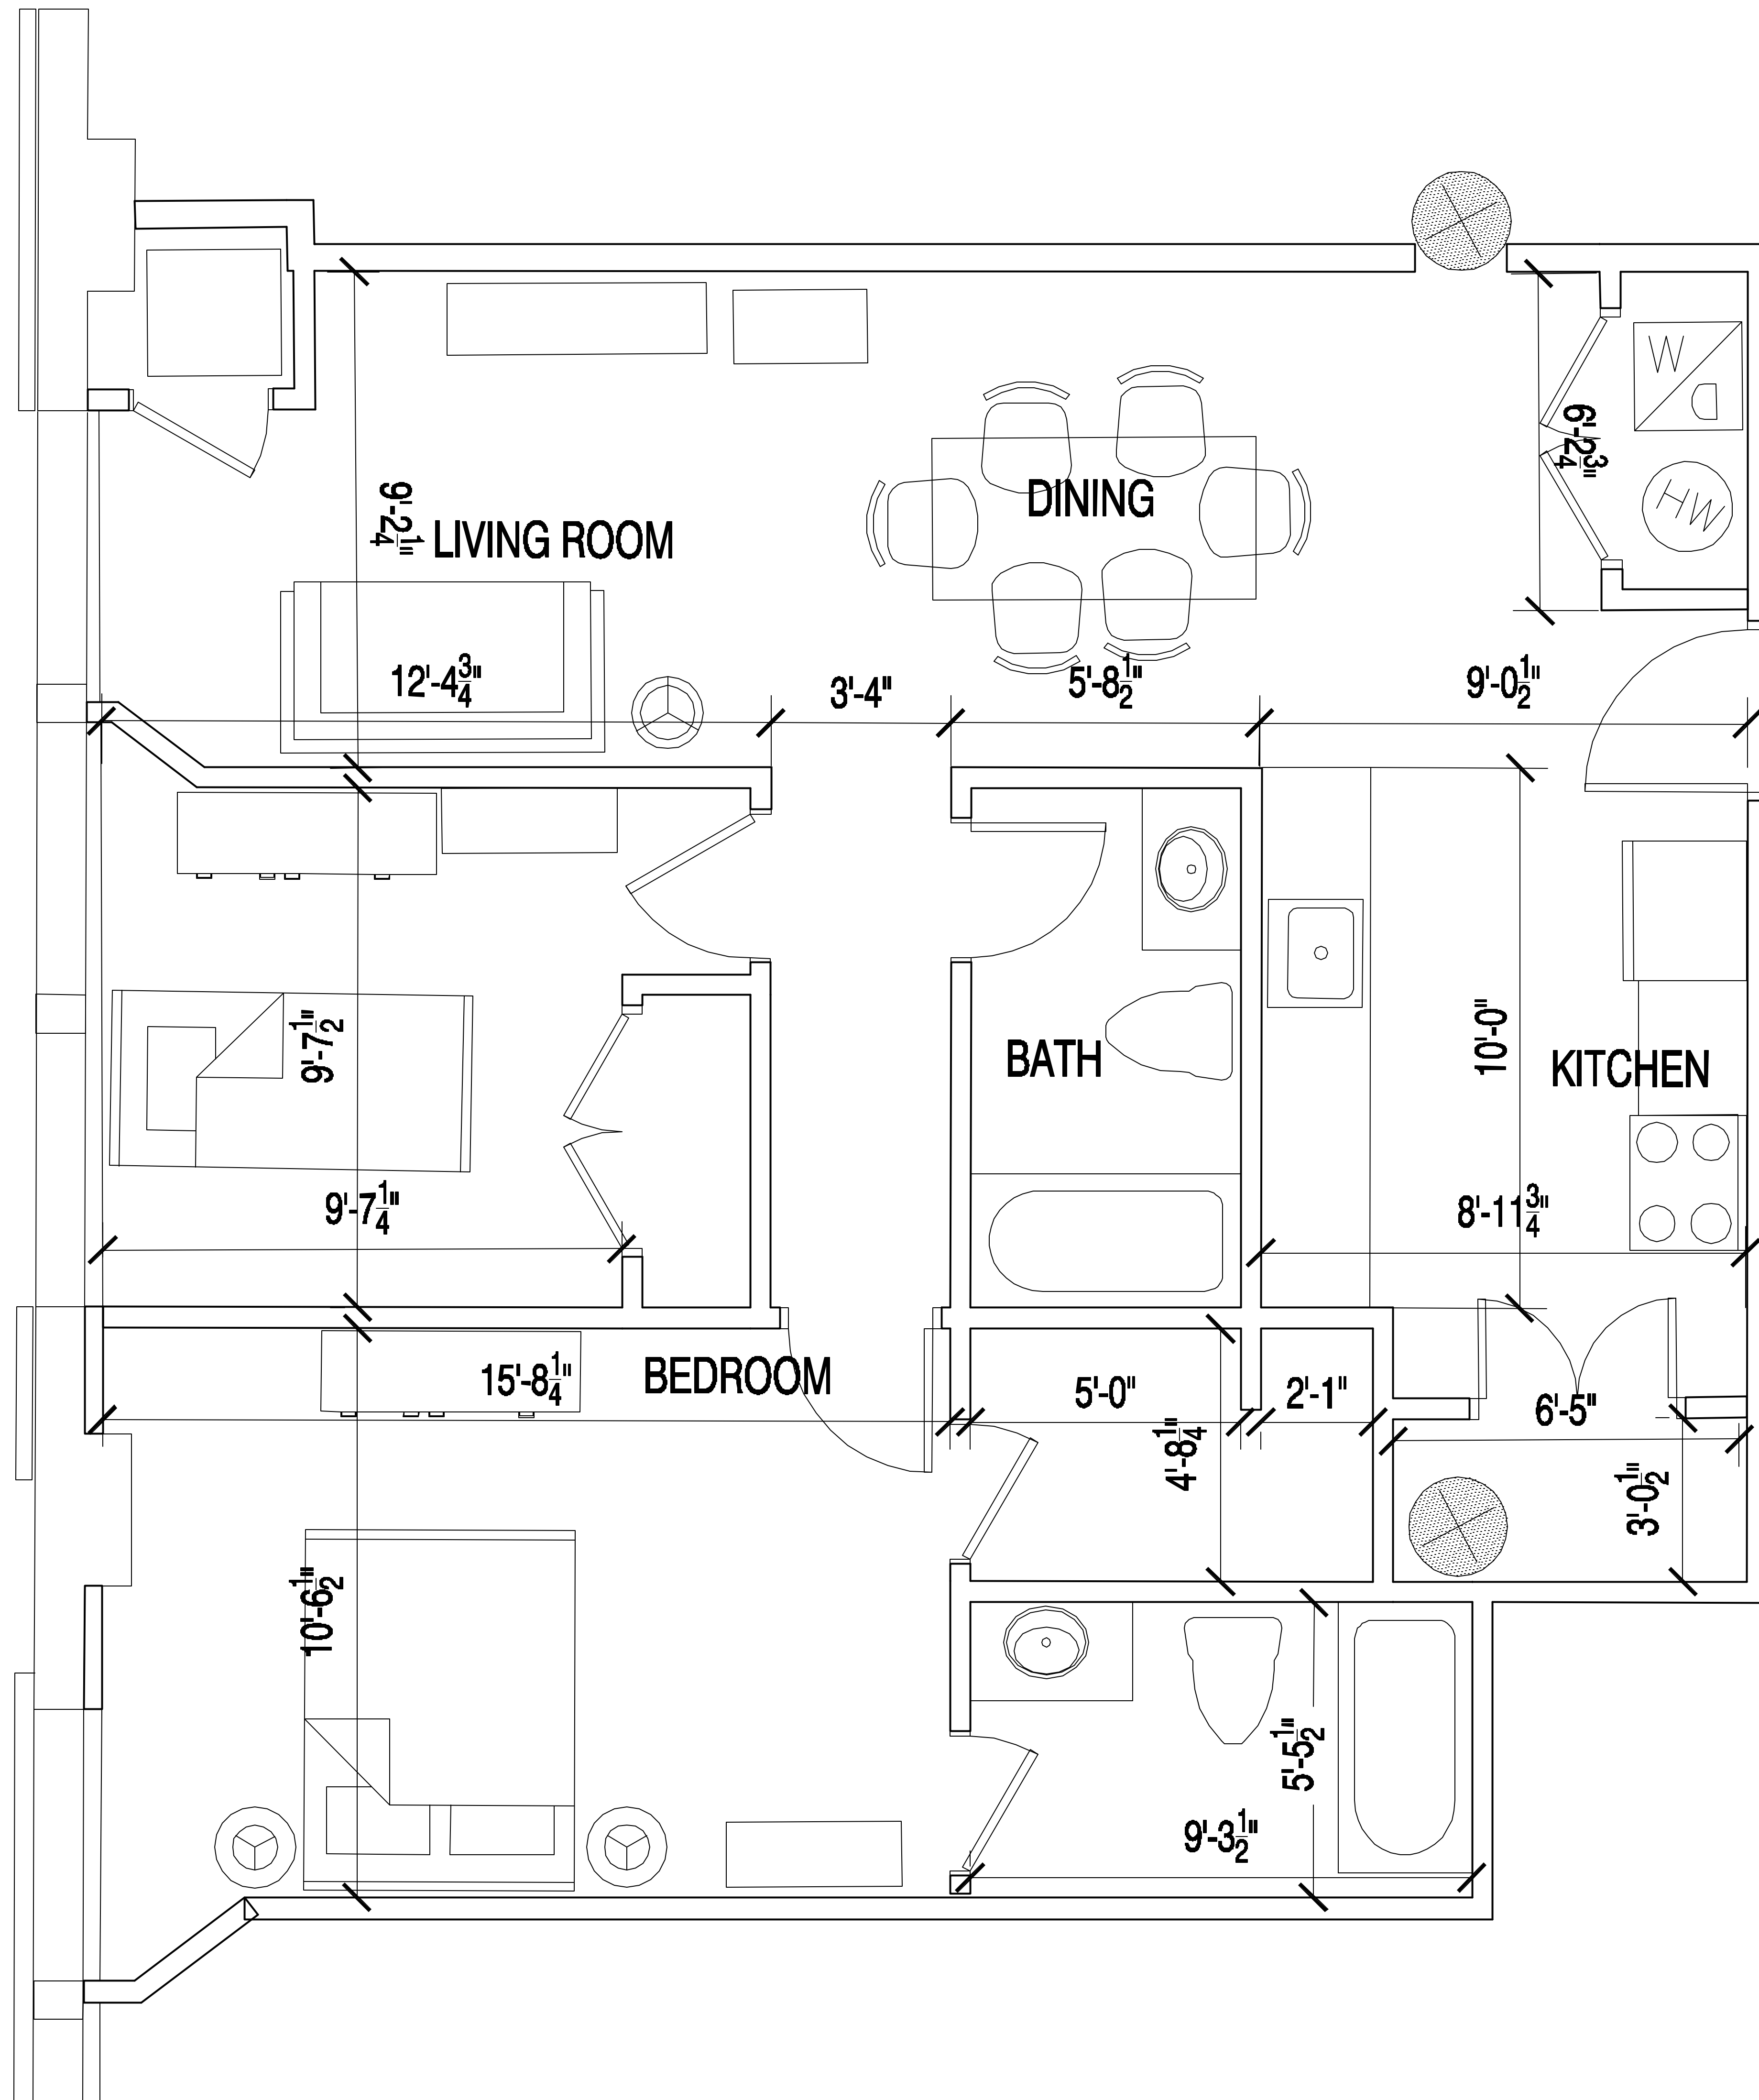 W
D
6'-2 3/4"
HW
9'-2 1/4"
LIVING ROOM
DINING
12'-4 3/4"
3'-4"
5'-8 1/2"
9'-0 1/2"
9'-7 1/2"
BATH
10'-0"
KITCHEN
9'-7 1/4"
8'-11 3/4"
15'-8 1/4"
BEDROOM
5'-0"
2'-1"
6'-5"
4'-8 1/4"
3'-0 1/2"
10'-6 1/2"
5'-5 1/2"
9'-3 1/2"